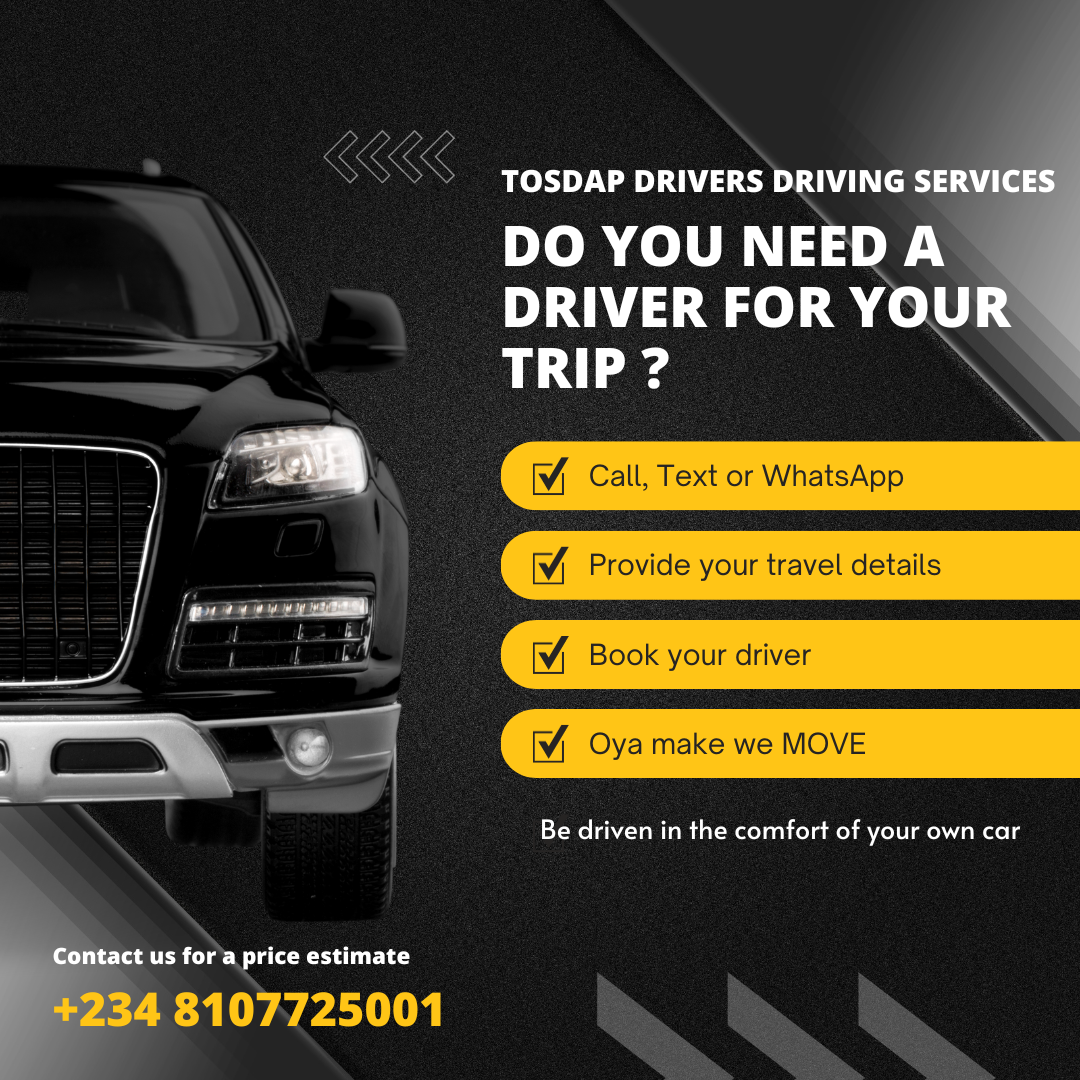 TOSDAP DRIVERS DRIVING SERVICES
DO YOU NEED A
DRIVER FOR YOUR
TRIP ?
Call, Text or WhatsApp
Provide your travel details
Book your driver
Oya make we MOVE
Be driven in the comfort of your own car
Contact us for a price estimate
+234 8107725001